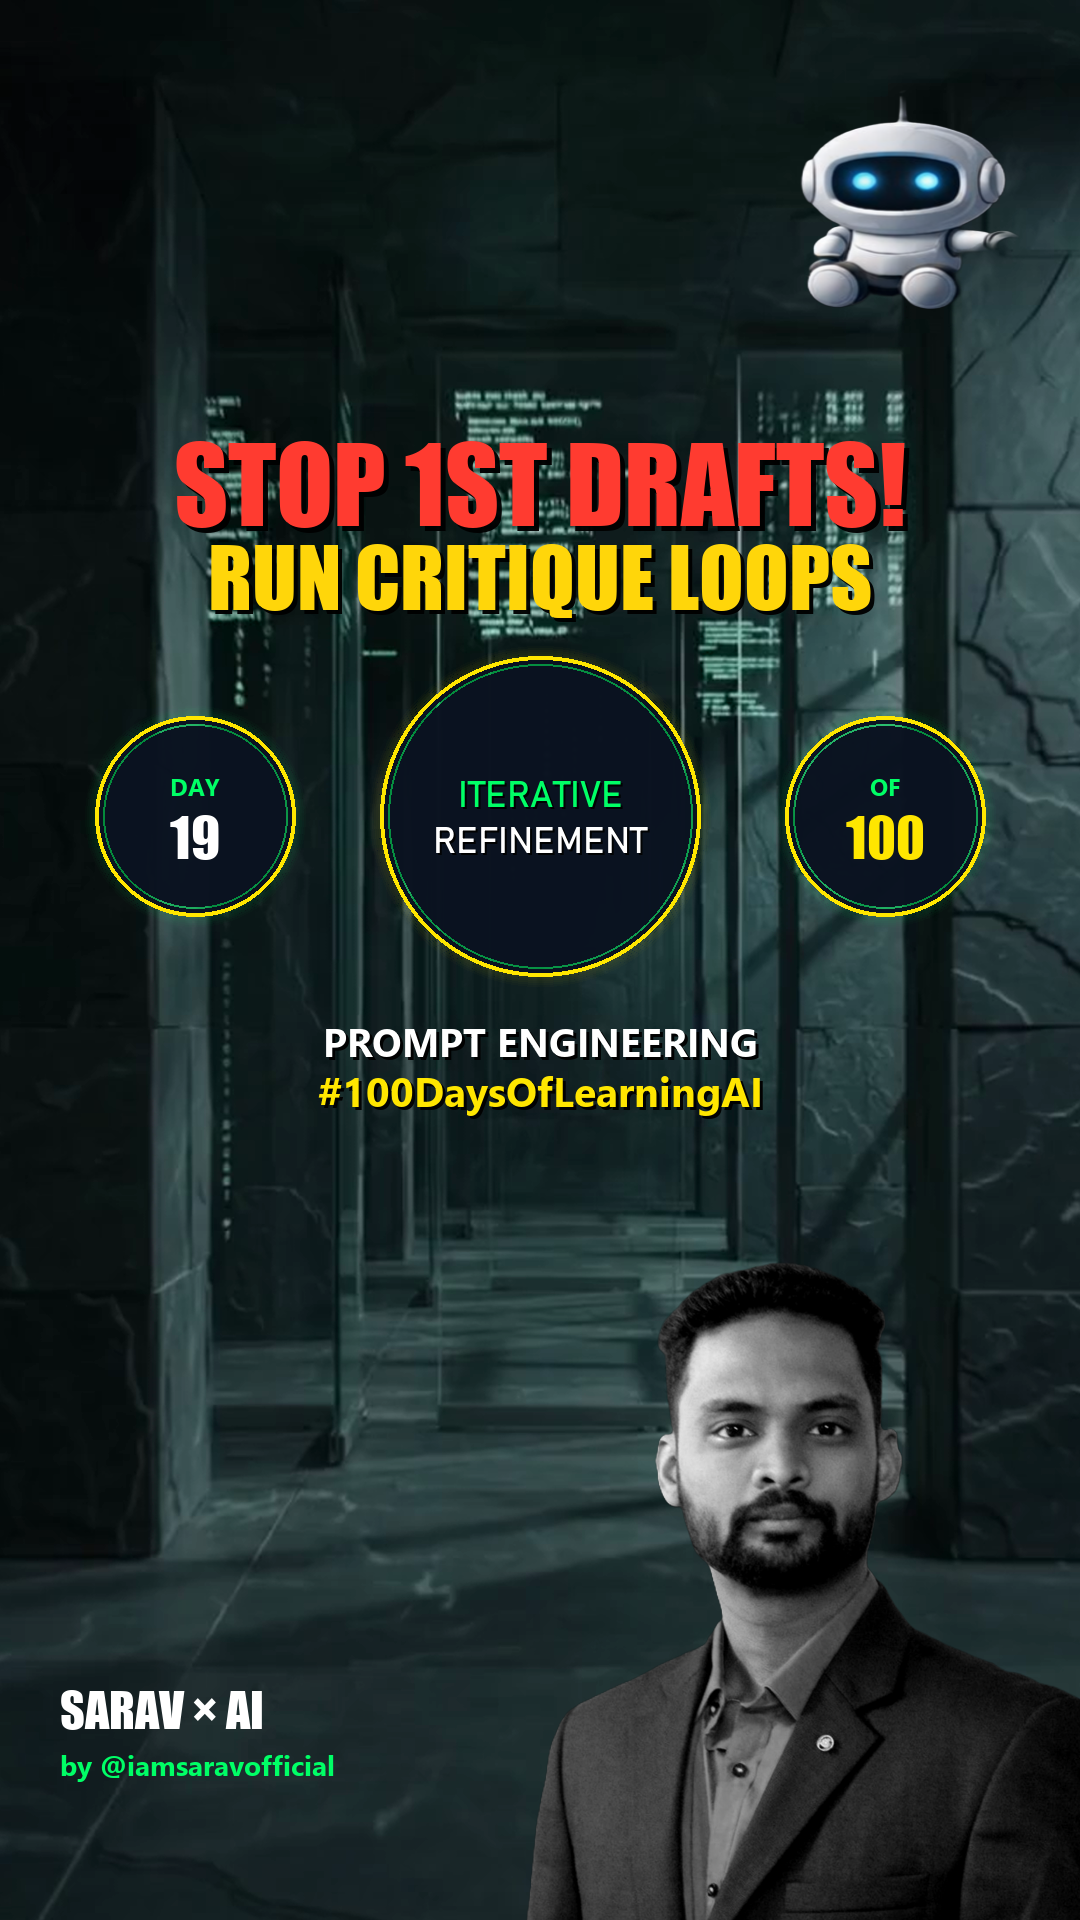 STOP 1ST DRAFTS!
RUN CRITIQUE LOOPS
DAY
19
ITERATIVE
REFINEMENT
OF
100
PROMPT ENGINEERING
#100DaysOfLearningAI
SARAV × AI
by @iamsaravofficial